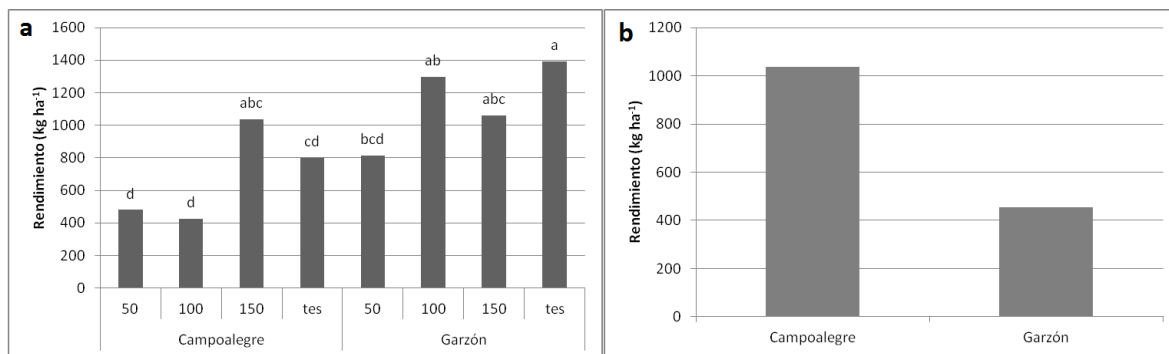 a
Rendimiento (kg ha⁻¹)
1600
1400
1200
1000
800
600
400
200
0
d
d
abc
cd
bcd
ab
abc
a
50 100 150 tes 50 100 150 tes
Campoalegre Garzón
b
Rendimiento (kg ha⁻¹)
1200
1000
800
600
400
200
0
Campoalegre Garzón